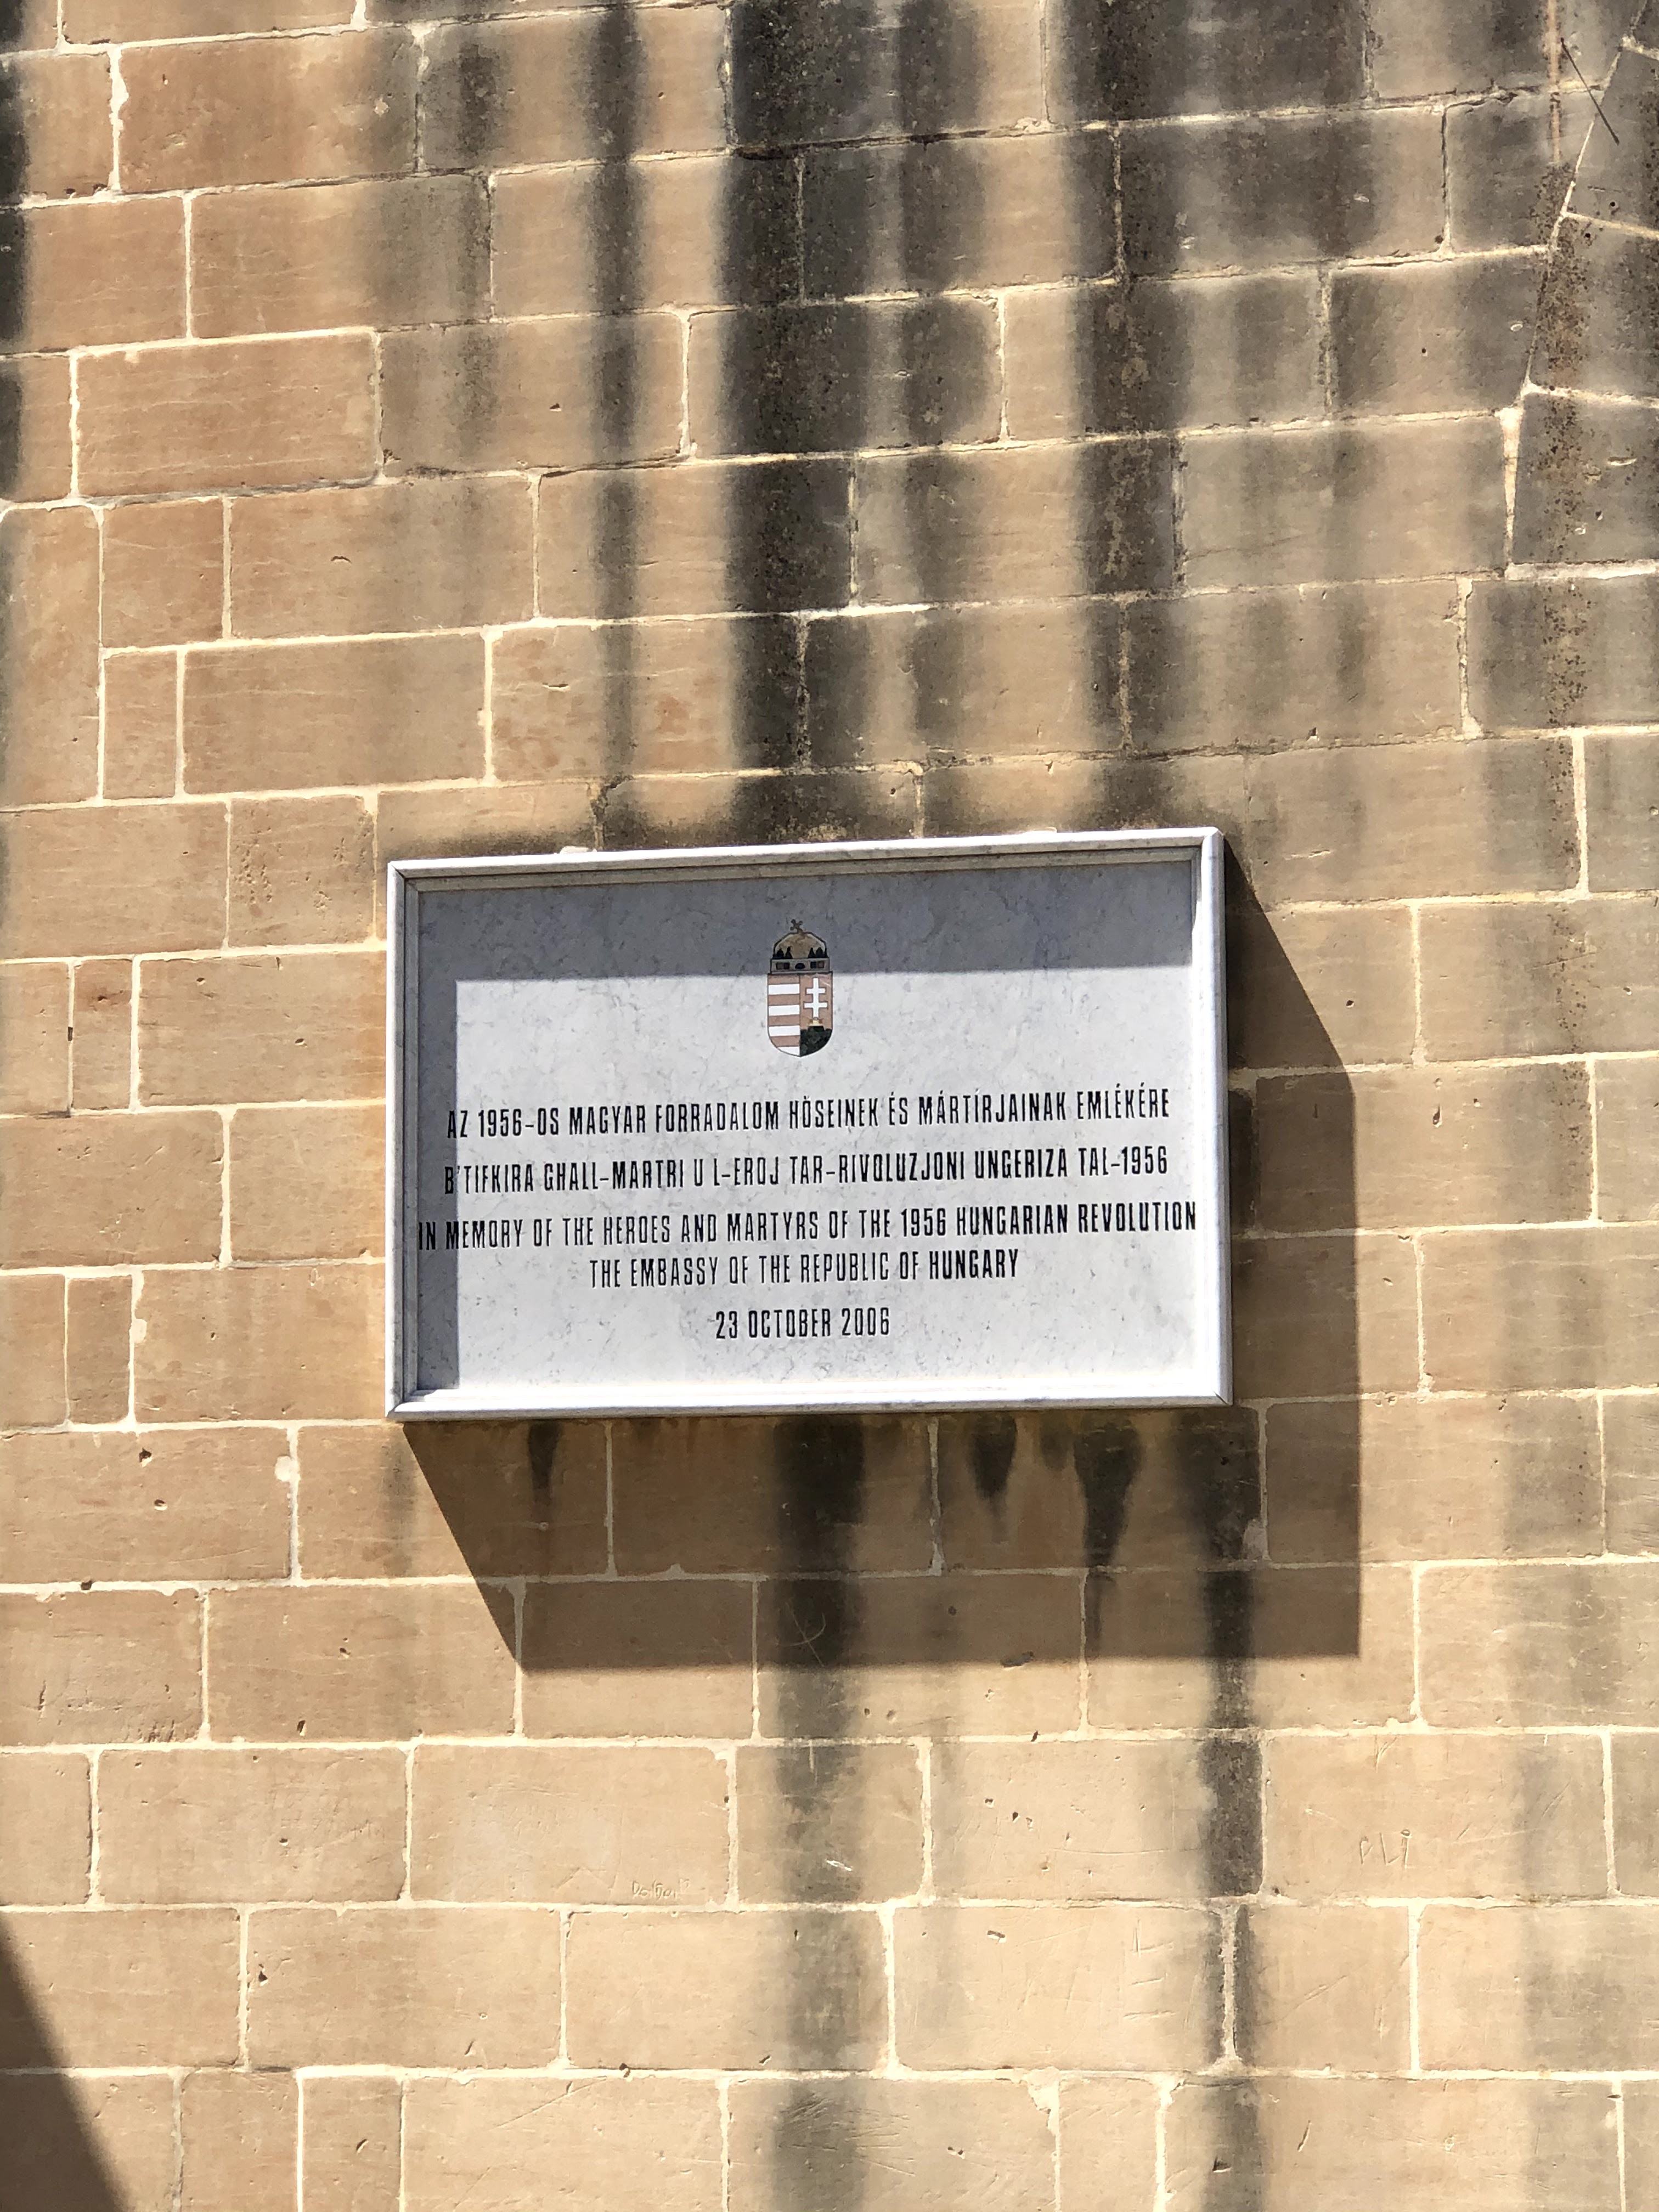 AZ 1956-OS MAGYAR FORRADALOM HŐSEINEK ÉS MÁRTÍRJAINAK EMLÉKÉRE
B'TIFKIRA GHALL-MARTRI U L-EROJ TAR-RIVOLUZJONI UNGERIZA TAL-1956
IN MEMORY OF THE HEROES AND MARTYRS OF THE 1956 HUNGARIAN REVOLUTION
THE EMBASSY OF THE REPUBLIC OF HUNGARY
23 OCTOBER 2006